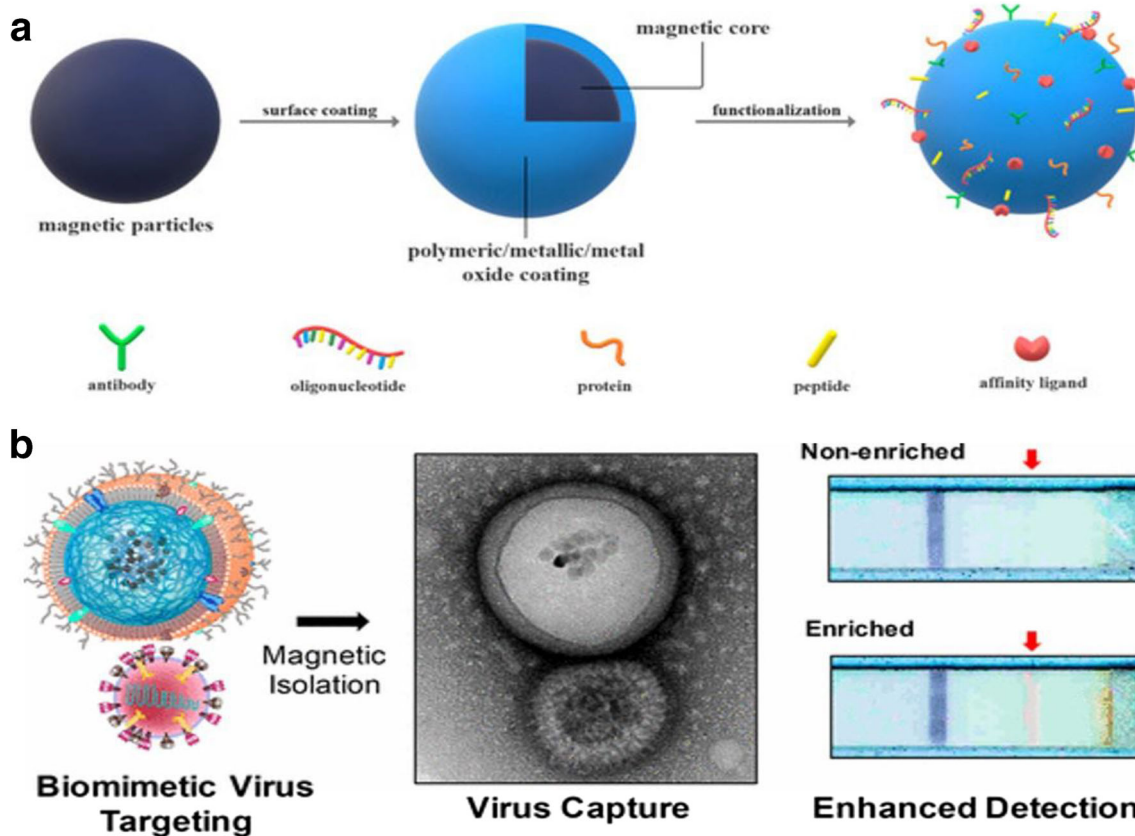 a
magnetic core
surface coating
functionalization
magnetic particles
polymeric/metallic/metal
oxide coating
antibody
oligonucleotide
protein
peptide
affinity ligand
b
Non-enriched
Magnetic
Isolation
Enriched
Biomimetic Virus
Targeting
Virus Capture
Enhanced Detection